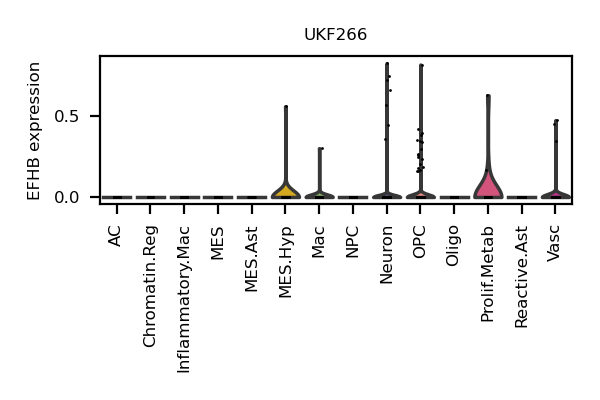 UKF266
EFHB expression
0.5
0.0
AC
Chromatin.Reg
Inflammatory.Mac
MES
MES.Ast
MES.Hyp
Mac
NPC
Neuron
OPC
Oligo
Prolif.Metab
Reactive.Ast
Vasc